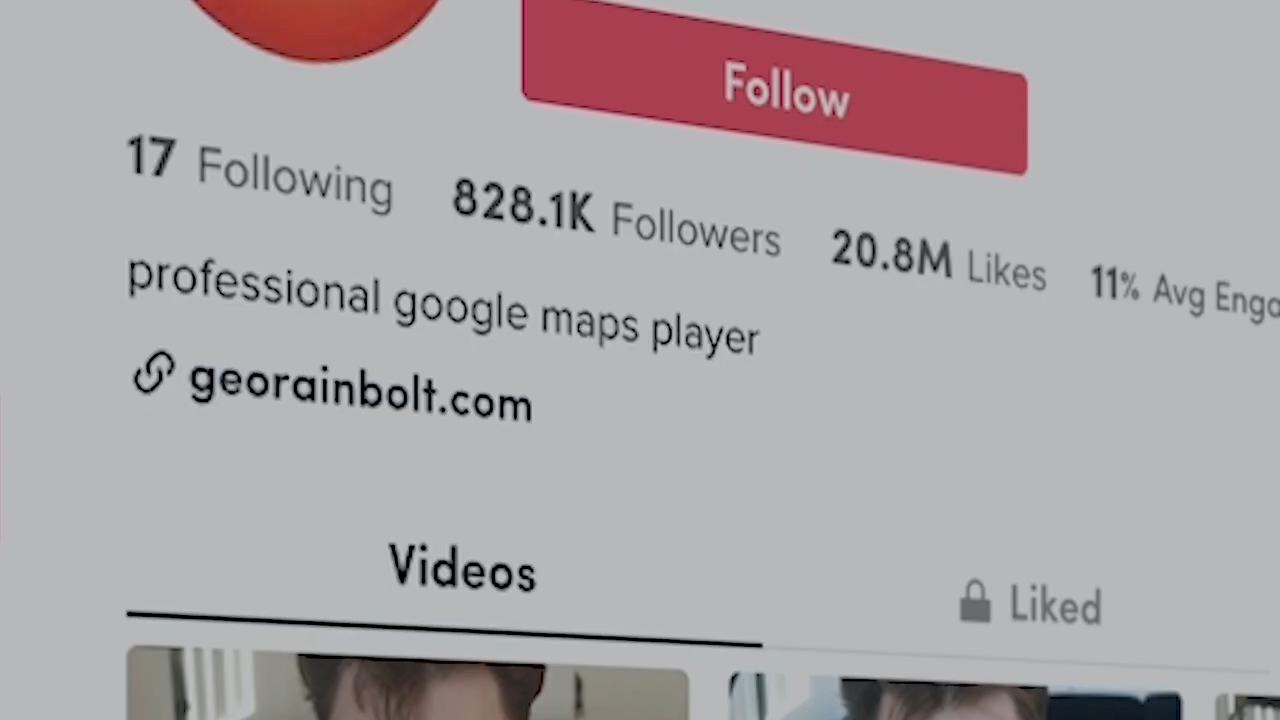 Follow
17 Following 828.1K Followers 20.8M Likes 11% Avg Enga
professional google maps player
georainbolt.com
Videos Liked